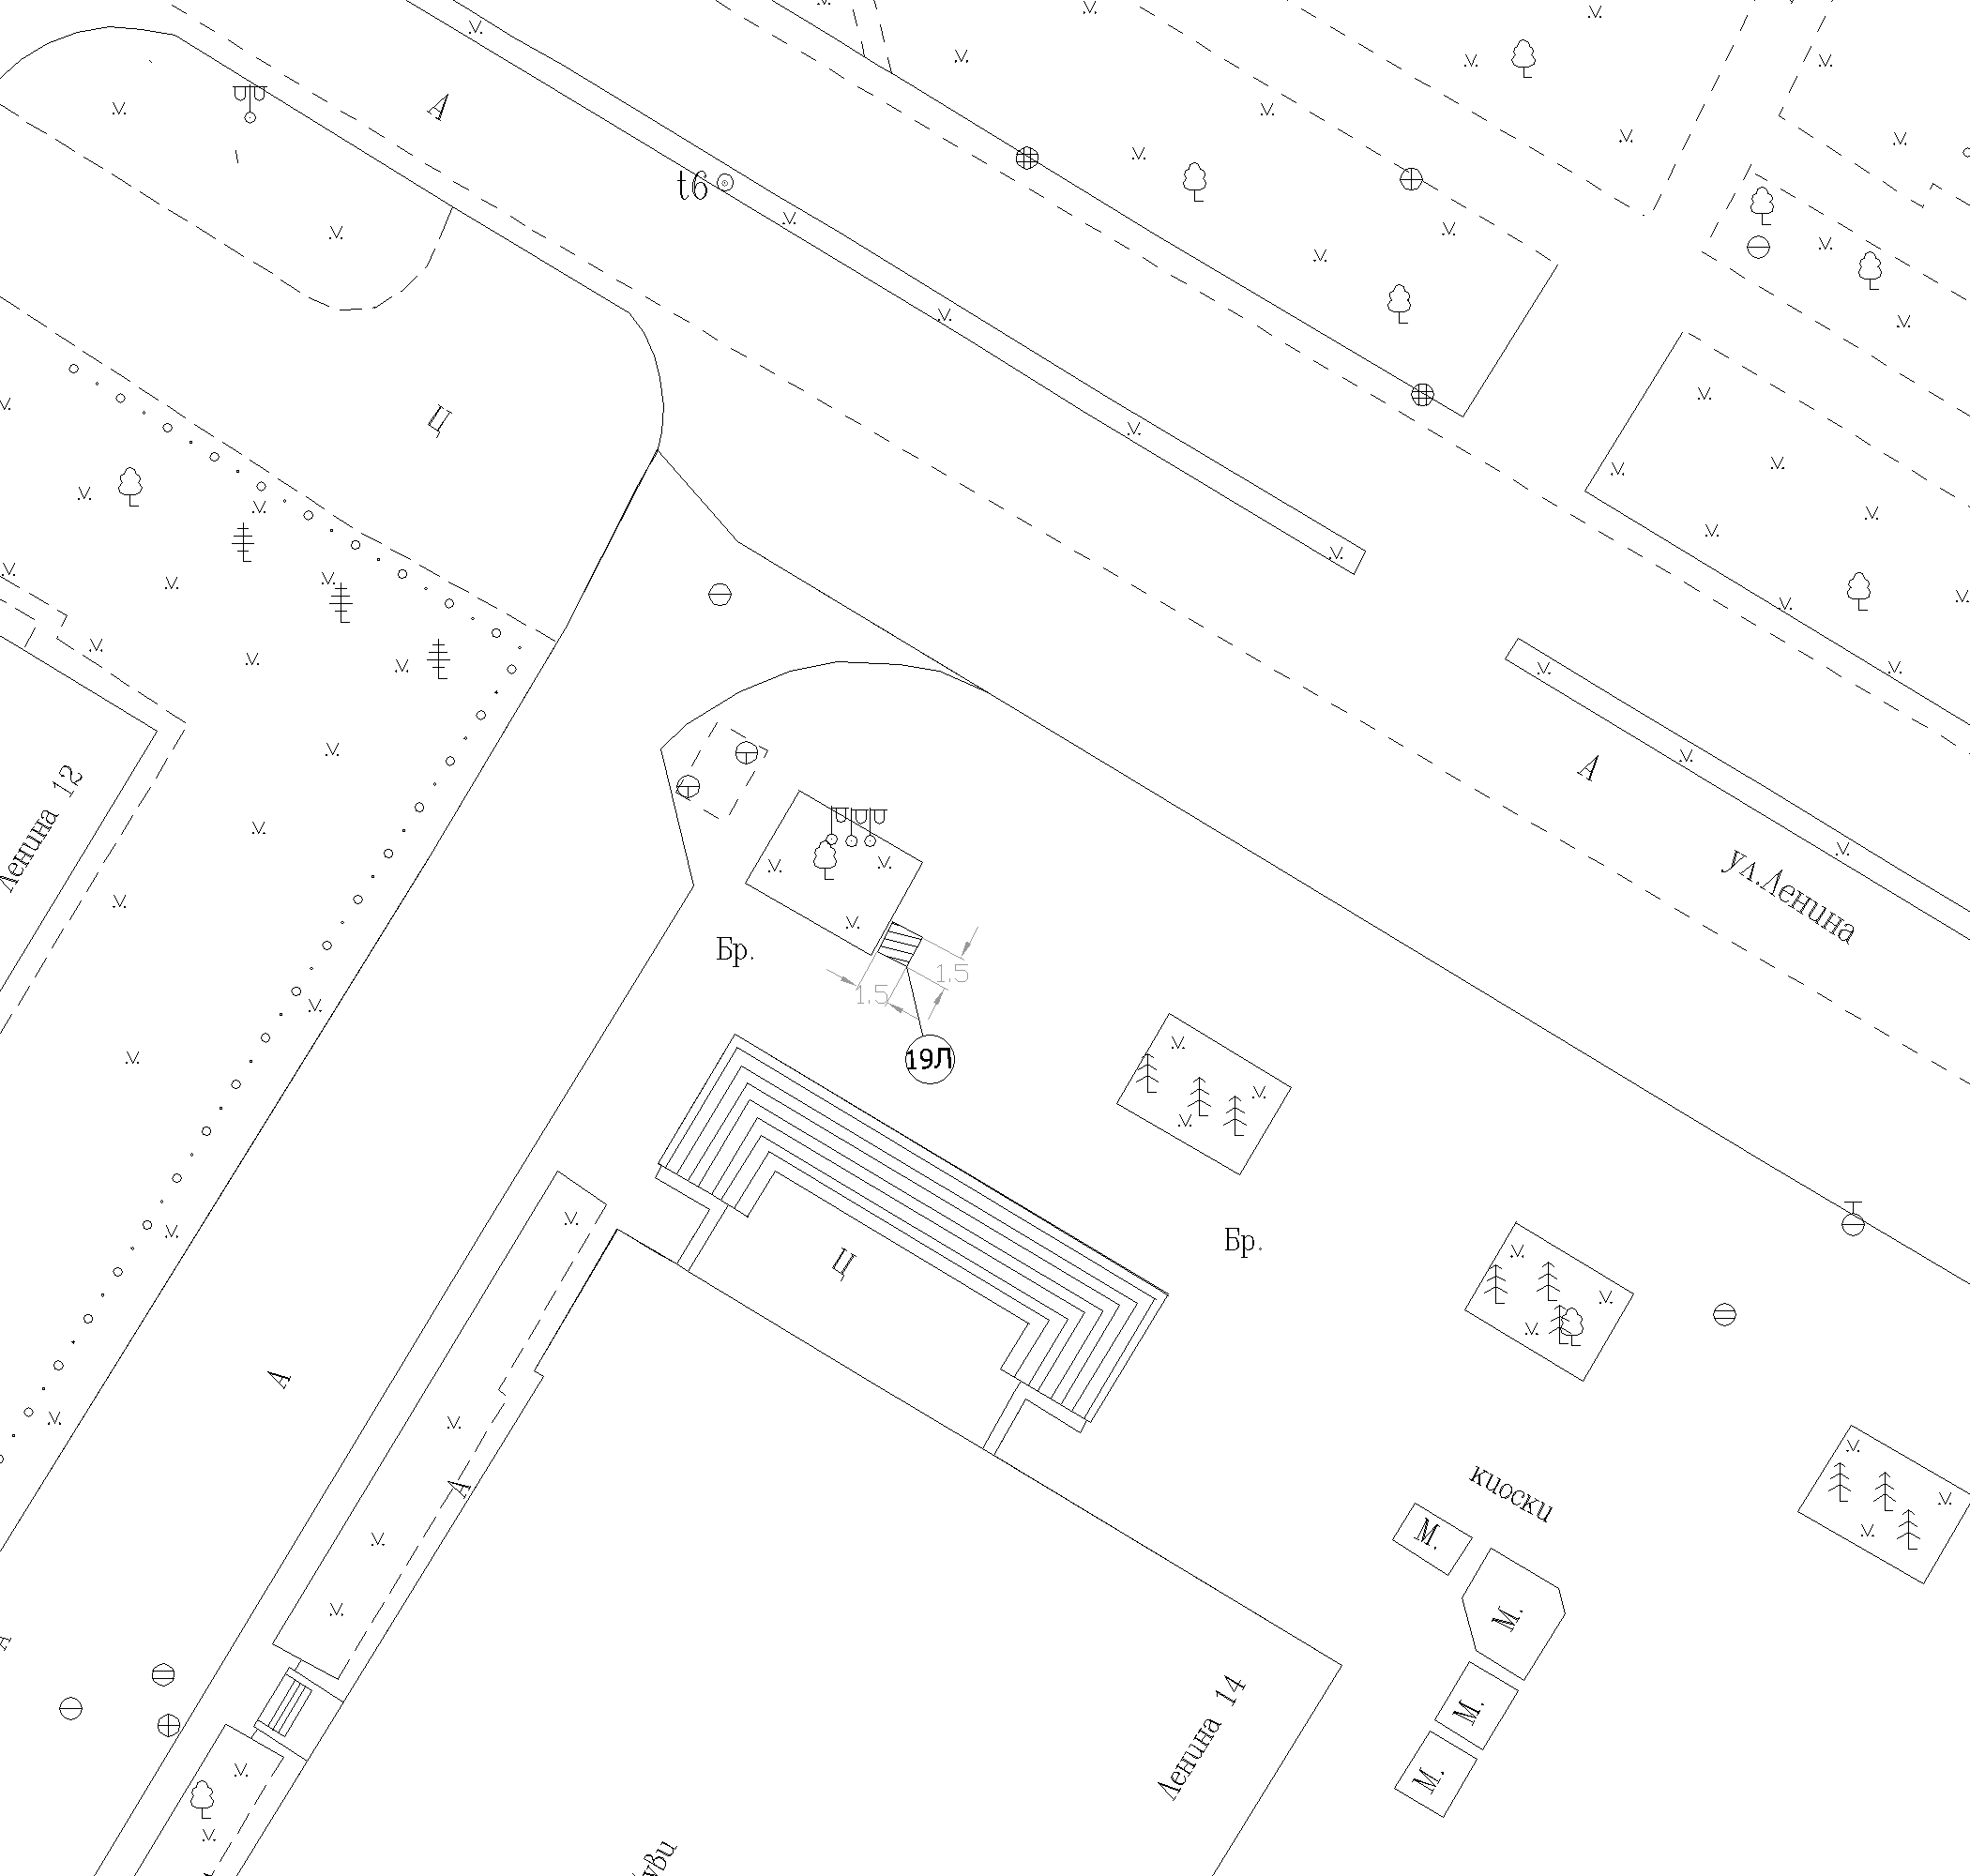 А
t6
Ц
Ленина 12
А
ул.Ленина
Бр.
1.5
1.5
19Л
Бр.
Ц
А
А
киоски
М.
М.
М.
М.
А
Ленина 14